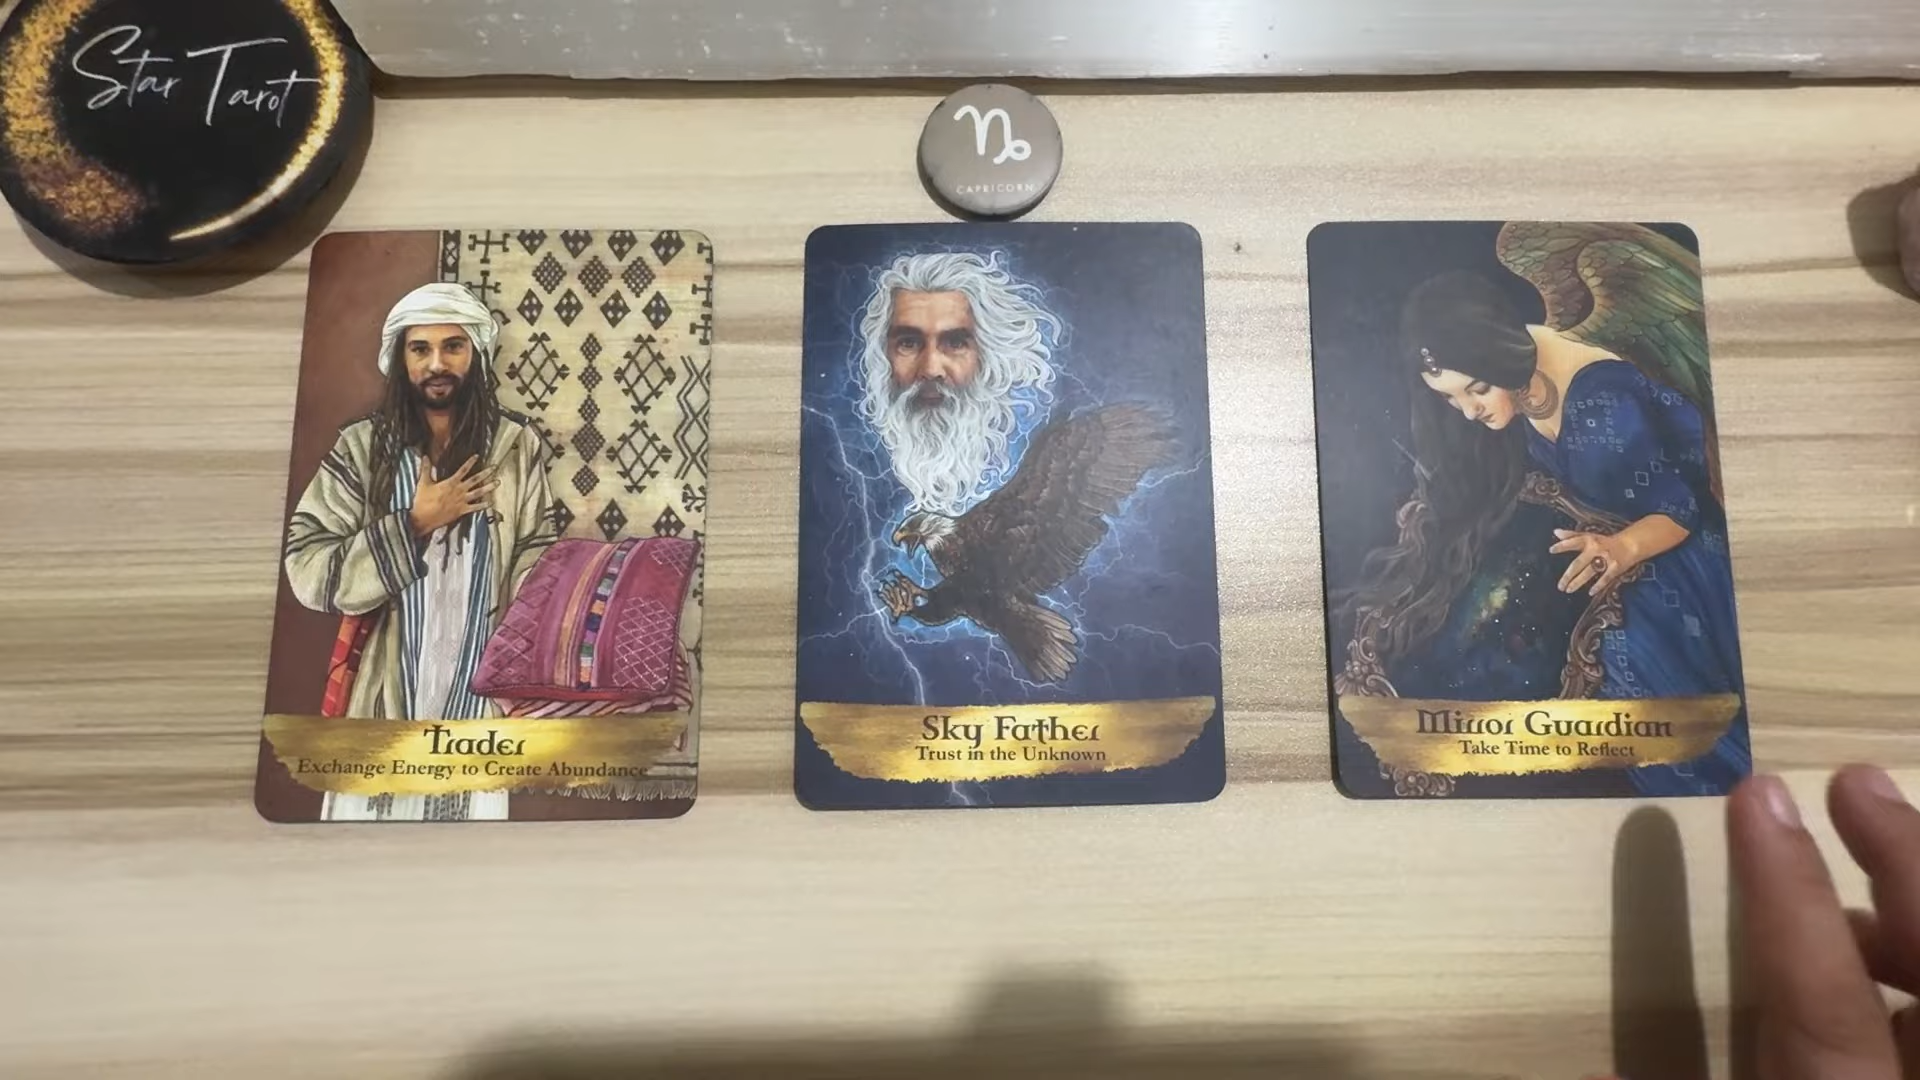 Star Tarot
CAPRICORN
Trader
Exchange Energy to Create Abundance
Sky Father
Trust in the Unknown
Mirror Guardian
Take Time to Reflect